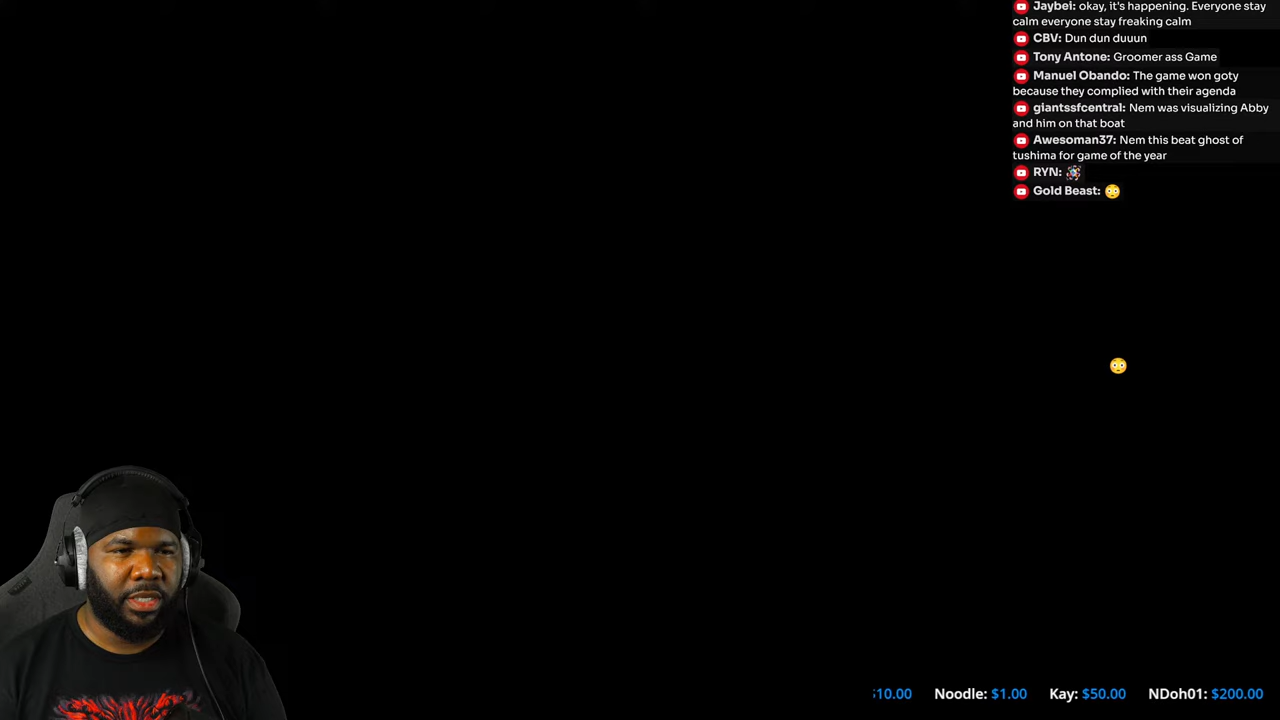 Jaybei: okay, it's happening. Everyone stay
calm everyone stay freaking calm
CBV: Dun dun duuun
Tony Antone: Groomer ass Game
Manuel Obando: The game won goty
because they complied with their agenda
giantssfcentral: Nem was visualizing Abby
and him on that boat
Awesoman37: Nem this beat ghost of
tushima for game of the year
RYN:
Gold Beast: 😳
😳
$10.00 Noodle: $1.00 Kay: $50.00 NDoh01: $200.00